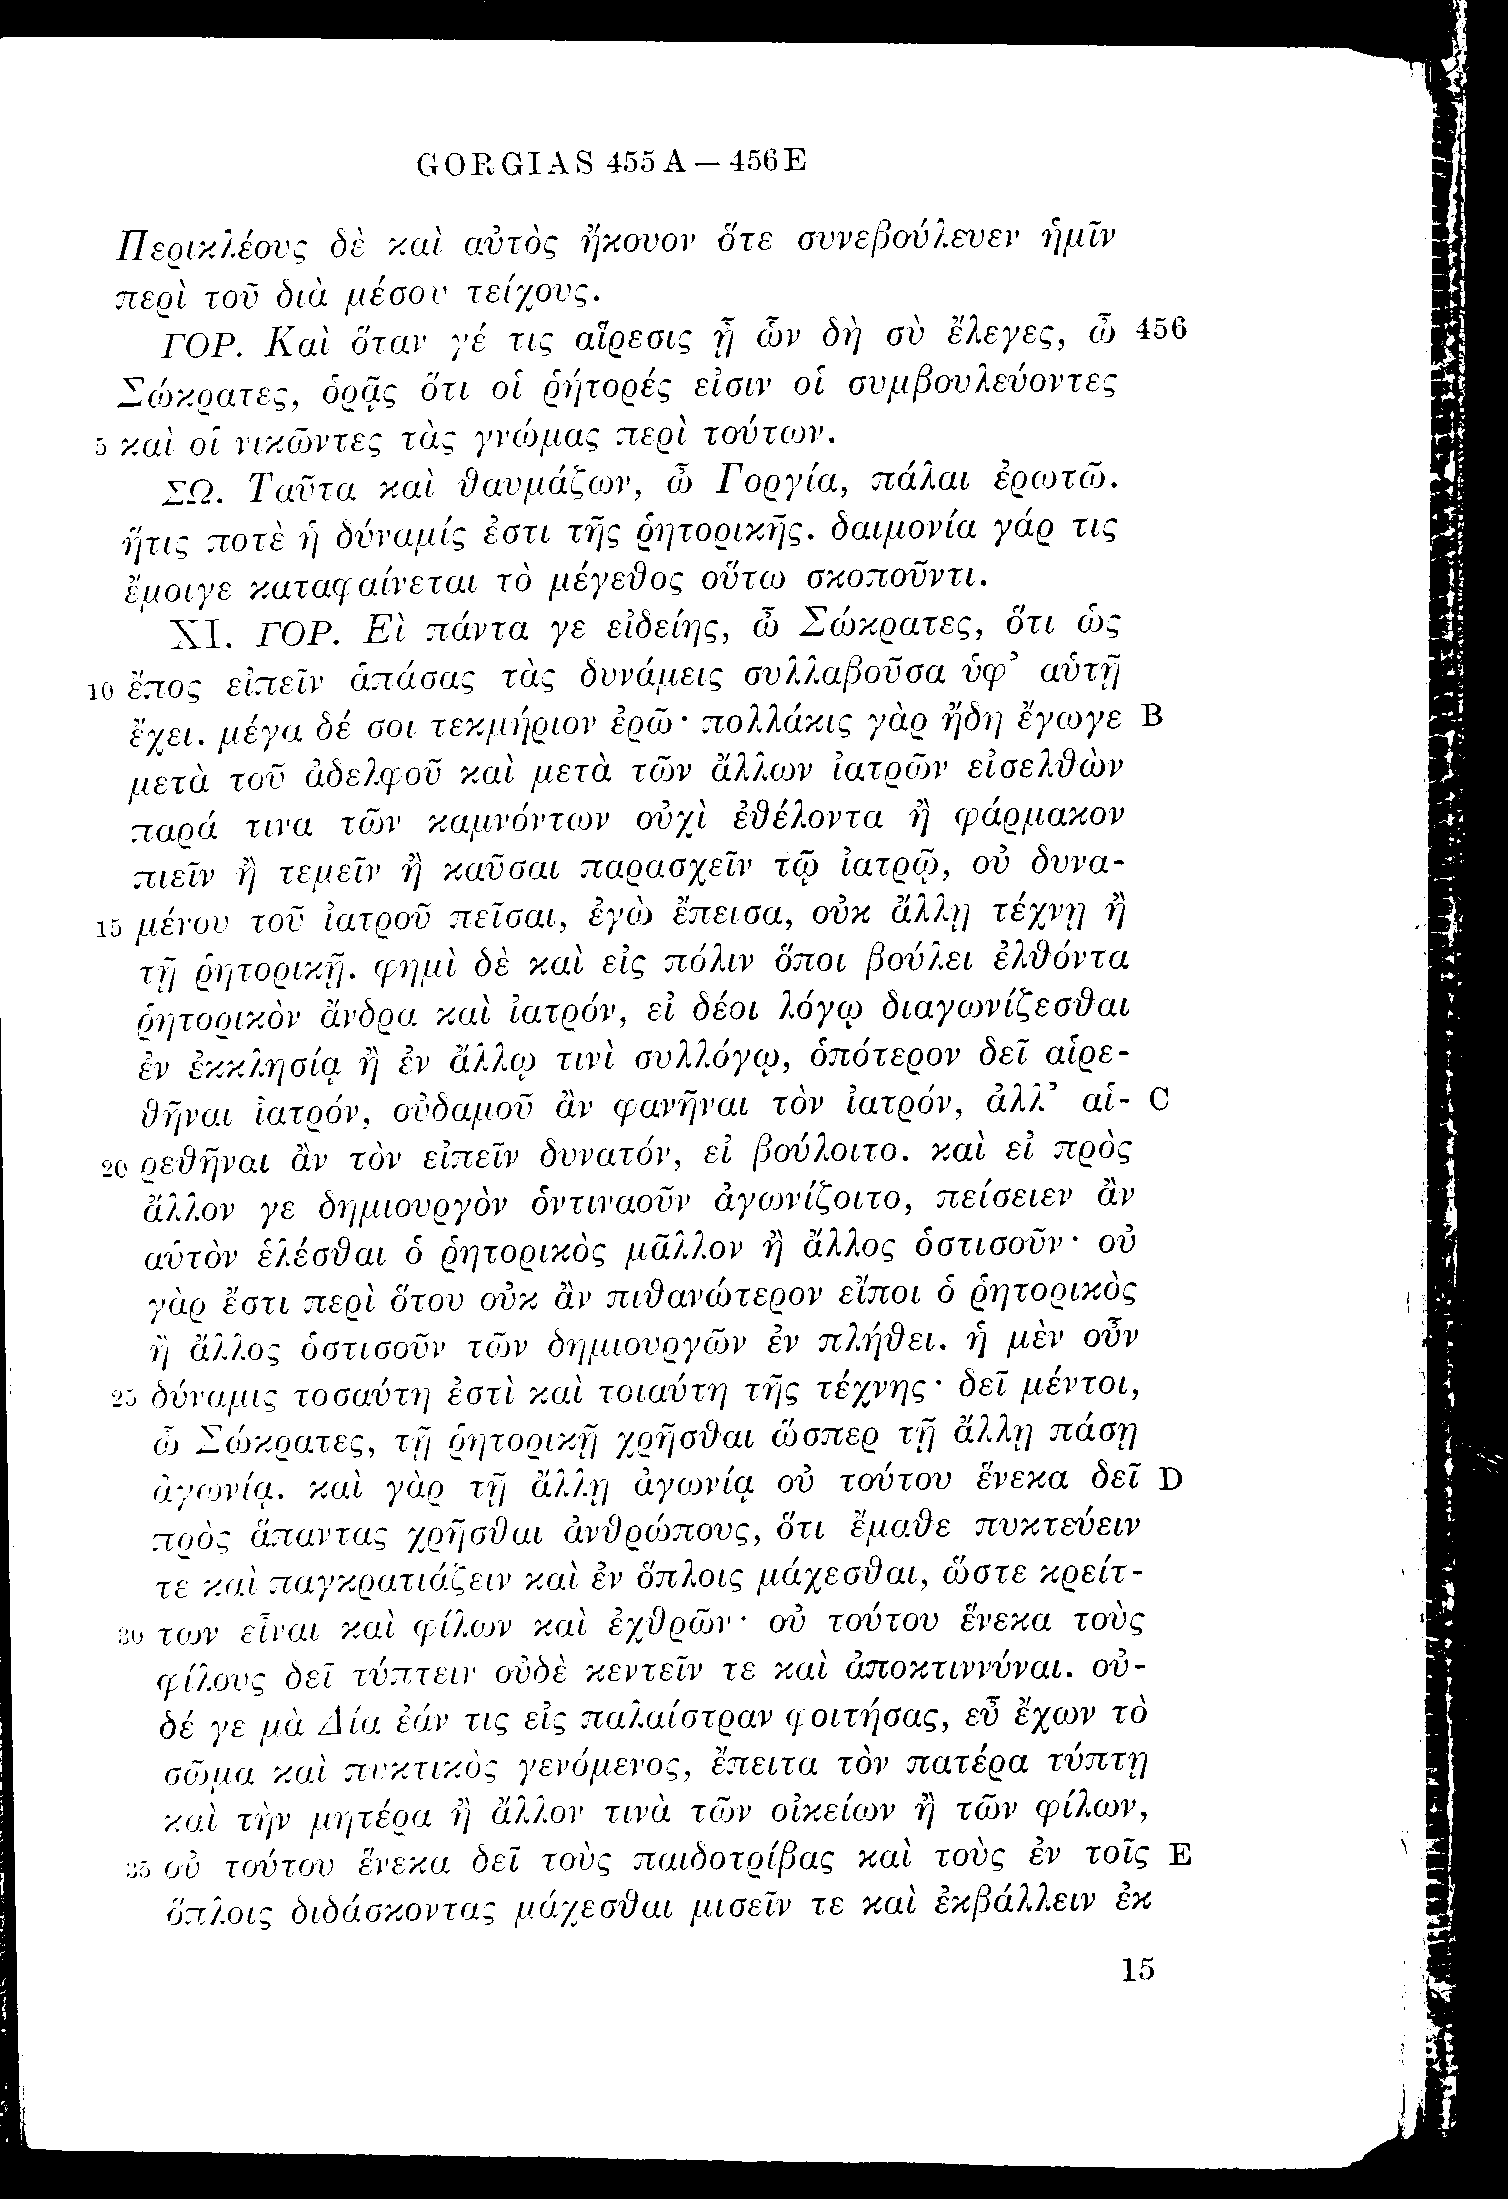 GORGIAS 455 A — 456 E
Περικλέους δὲ καὶ αὐτὸς ἤκουον ὅτε συνεβούλευεν ἡμῖν
περὶ τοῦ διὰ μέσου τείχους.
ΓΟΡ. Καὶ ὅταν γέ τις αἵρεσις ᾖ ὧν δὴ σὺ ἔλεγες, ὦ 456
Σώκρατες, ὁρᾷς ὅτι οἱ ῥήτορές εἰσιν οἱ συμβουλεύοντες
5 καὶ οἱ νικῶντες τὰς γνώμας περὶ τούτων.
ΣΩ. Ταῦτα καὶ θαυμάζων, ὦ Γοργία, πάλαι ἐρωτῶ.
ἥτις ποτὲ ἡ δύναμίς ἐστι τῆς ῥητορικῆς. δαιμονία γάρ τις
ἔμοιγε καταφαίνεται τὸ μέγεθος οὕτω σκοποῦντι.
XI. ΓΟΡ. Εἰ πάντα γε εἰδείης, ὦ Σώκρατες, ὅτι ὡς
10 ἔπος εἰπεῖν ἁπάσας τὰς δυνάμεις συλλαβοῦσα ὑφ᾽ αὑτῇ
ἔχει. μέγα δέ σοι τεκμήριον ἐρῶ· πολλάκις γὰρ ἤδη ἔγωγε B
μετὰ τοῦ ἀδελφοῦ καὶ μετὰ τῶν ἄλλων ἰατρῶν εἰσελθὼν
παρά τινα τῶν καμνόντων οὐχὶ ἐθέλοντα ἢ φάρμακον
πιεῖν ἢ τεμεῖν ἢ καῦσαι παρασχεῖν τῷ ἰατρῷ, οὐ δυνα-
15 μένου τοῦ ἰατροῦ πεῖσαι, ἐγὼ ἔπεισα, οὐκ ἄλλῃ τέχνῃ ἢ
τῇ ῥητορικῇ. φημὶ δὲ καὶ εἰς πόλιν ὅποι βούλει ἐλθόντα
ῥητορικὸν ἄνδρα καὶ ἰατρόν, εἰ δέοι λόγῳ διαγωνίζεσθαι
ἐν ἐκκλησίᾳ ἢ ἐν ἄλλῳ τινὶ συλλόγῳ, ὁπότερον δεῖ αἱρε-
θῆναι ἰατρόν, οὐδαμοῦ ἂν φανῆναι τὸν ἰατρόν, ἀλλ᾽ αἱ- C
20 ρεθῆναι ἂν τὸν εἰπεῖν δυνατόν, εἰ βούλοιτο. καὶ εἰ πρὸς
ἄλλον γε δημιουργὸν ὁντιναοῦν ἀγωνίζοιτο, πείσειεν ἂν
αὑτὸν ἑλέσθαι ὁ ῥητορικὸς μᾶλλον ἢ ἄλλος ὁστισοῦν· οὐ
γὰρ ἔστι περὶ ὅτου οὐκ ἂν πιθανώτερον εἴποι ὁ ῥητορικὸς
ἢ ἄλλος ὁστισοῦν τῶν δημιουργῶν ἐν πλήθει. ἡ μὲν οὖν
25 δύναμις τοσαύτη ἐστὶ καὶ τοιαύτη τῆς τέχνης· δεῖ μέντοι,
ὦ Σώκρατες, τῇ ῥητορικῇ χρῆσθαι ὥσπερ τῇ ἄλλῃ πάσῃ
ἀγωνίᾳ. καὶ γὰρ τῇ ἄλλῃ ἀγωνίᾳ οὐ τούτου ἕνεκα δεῖ D
πρὸς ἅπαντας χρῆσθαι ἀνθρώπους, ὅτι ἔμαθε πυκτεύειν
τε καὶ παγκρατιάζειν καὶ ἐν ὅπλοις μάχεσθαι, ὥστε κρείτ-
30 των εἶναι καὶ φίλων καὶ ἐχθρῶν· οὐ τούτου ἕνεκα τοὺς
φίλους δεῖ τύπτειν οὐδὲ κεντεῖν τε καὶ ἀποκτιννύναι. οὐ-
δέ γε μὰ Δία ἐάν τις εἰς παλαίστραν φοιτήσας, εὖ ἔχων τὸ
σῶμα καὶ πυκτικὸς γενόμενος, ἔπειτα τὸν πατέρα τύπτῃ
καὶ τὴν μητέρα ἢ ἄλλον τινὰ τῶν οἰκείων ἢ τῶν φίλων,
35 οὐ τούτου ἕνεκα δεῖ τοὺς παιδοτρίβας καὶ τοὺς ἐν τοῖς E
ὅπλοις διδάσκοντας μάχεσθαι μισεῖν τε καὶ ἐκβάλλειν ἐκ
15